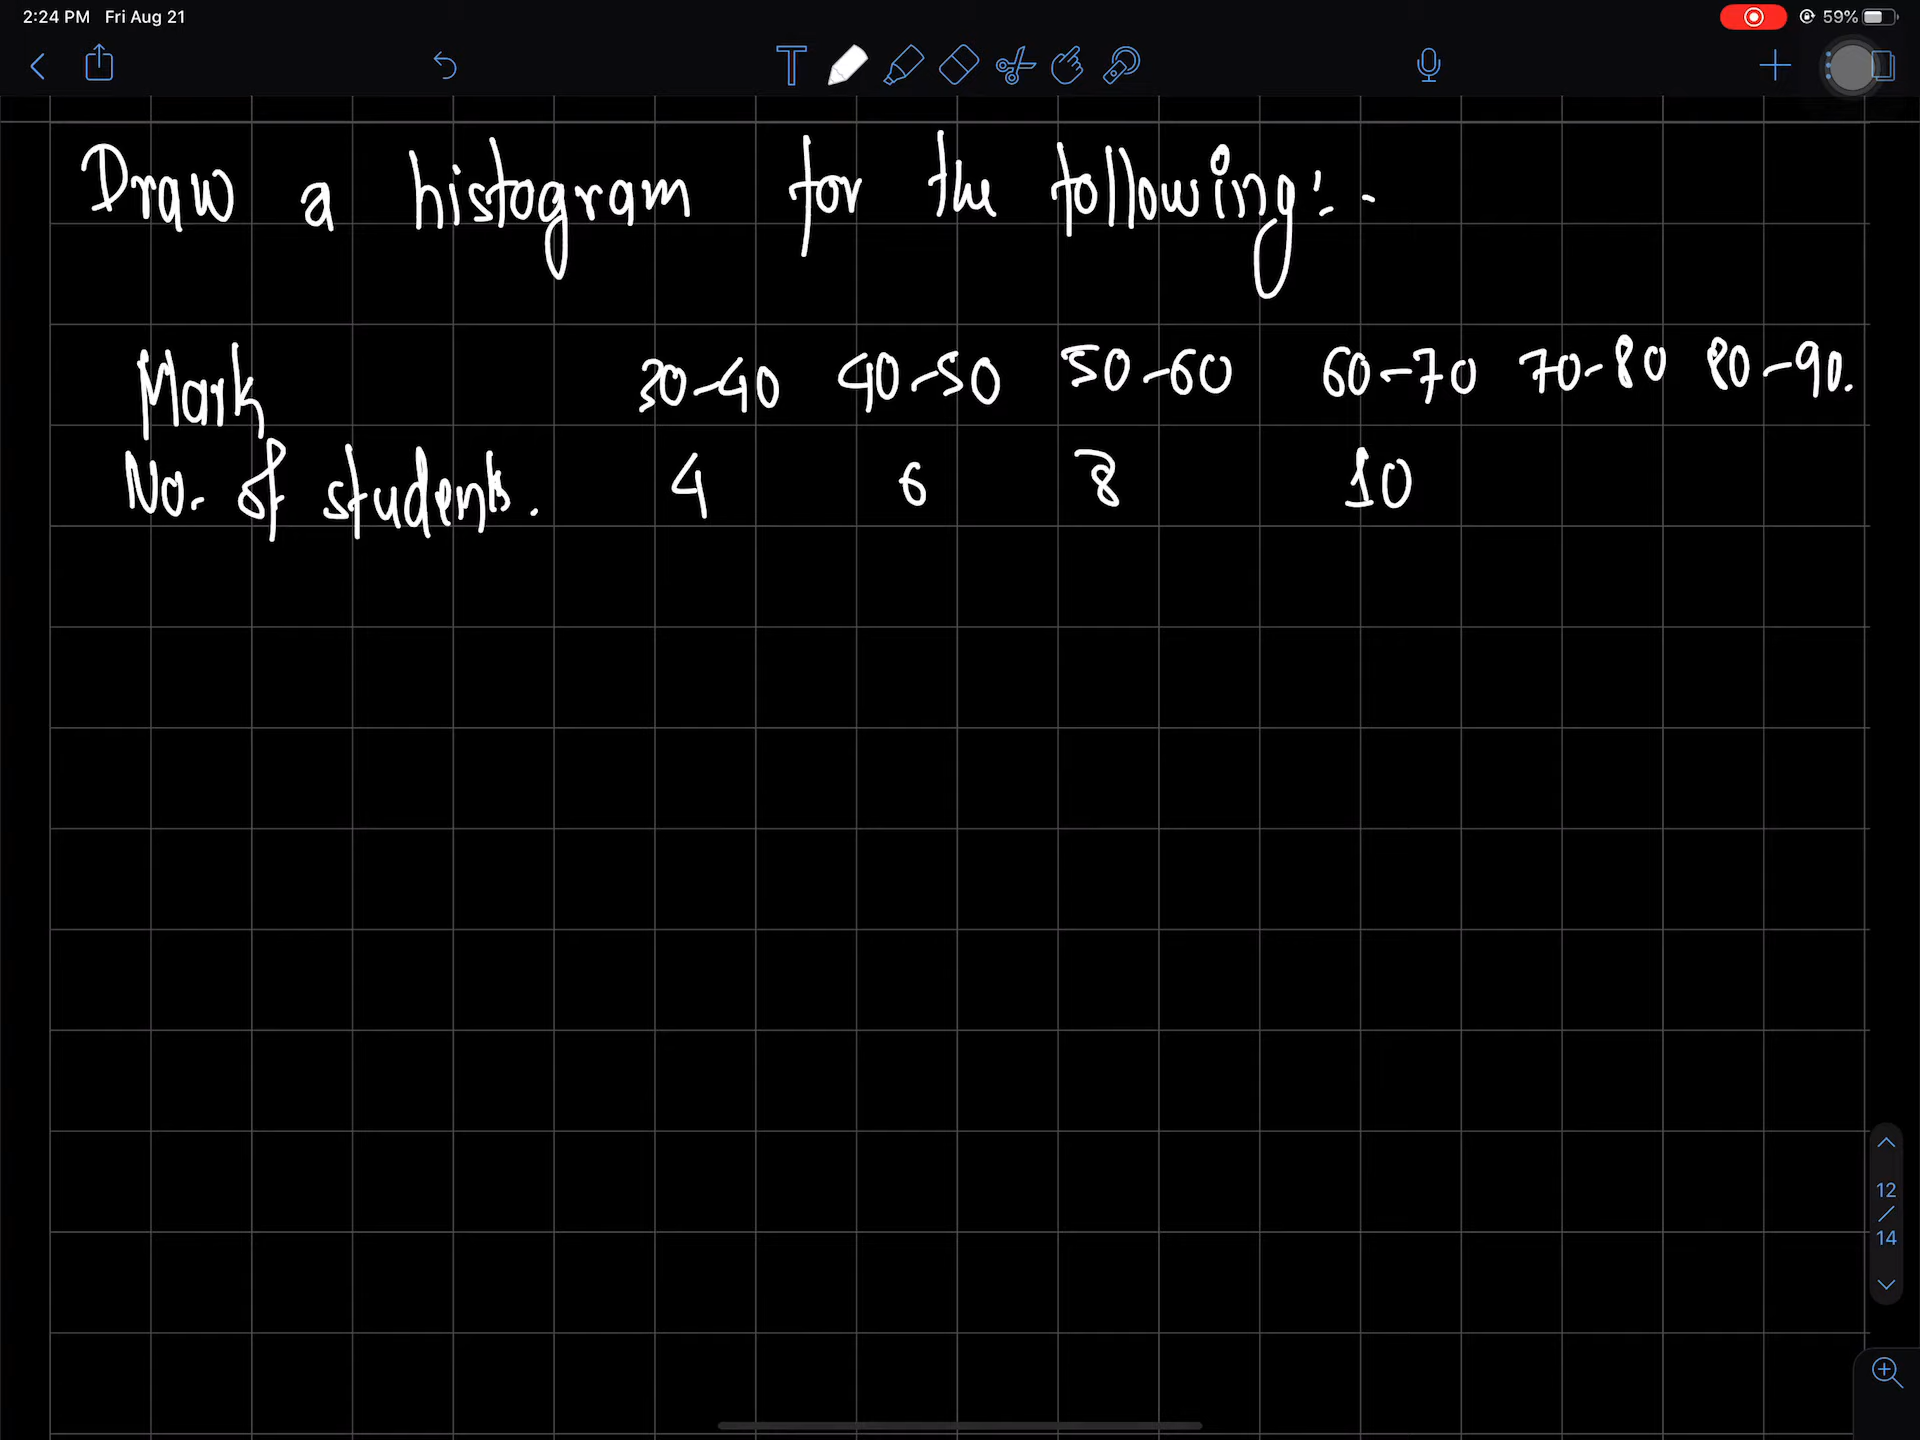 2:24 PM Fri Aug 21
59%
T
Draw a histogram for the following:-
Mark 30-40 40-50 50-60 60-70 70-80 80-90.
No. of students. 4 6 8 10
12
/
14